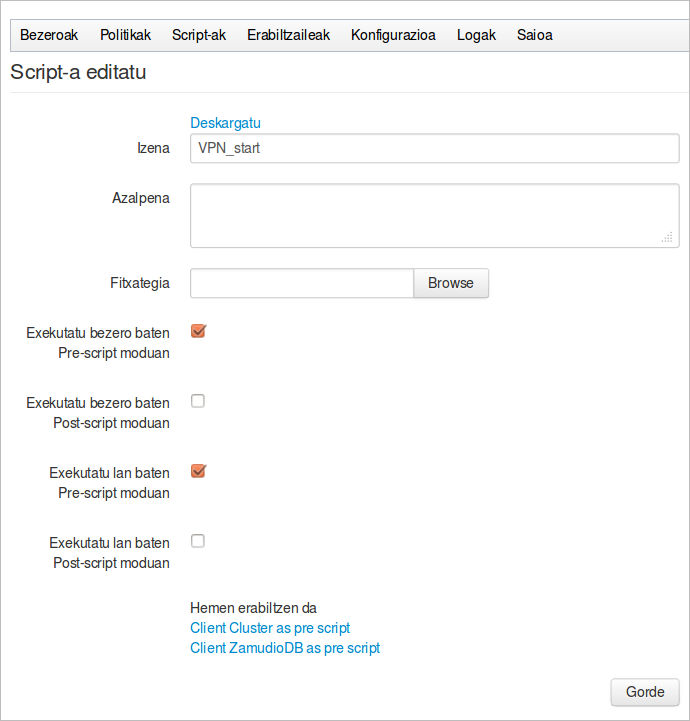 Bezeroak Politikak Script-ak Erabiltzaileak Konfigurazioa Logak Saioa
Script-a editatu
Deskargatu
Izena VPN_start
Azalpena
Fitxategia Browse
Exekutatu bezero baten
Pre-script moduan
Exekutatu bezero baten
Post-script moduan
Exekutatu lan baten
Pre-script moduan
Exekutatu lan baten
Post-script moduan
Hemen erabiltzen da
Client Cluster as pre script
Client ZamudioDB as pre script
Gorde